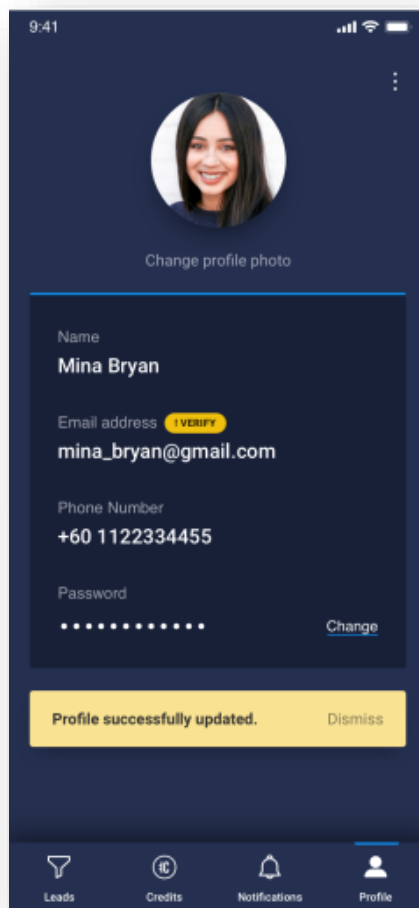 9:41
Change profile photo
Name
Mina Bryan
Email address ! VERIFY
mina_bryan@gmail.com
Phone Number
+60 1122334455
Password
••••••••••••
Change
Profile successfully updated. Dismiss
Leads Credits Notifications Profile